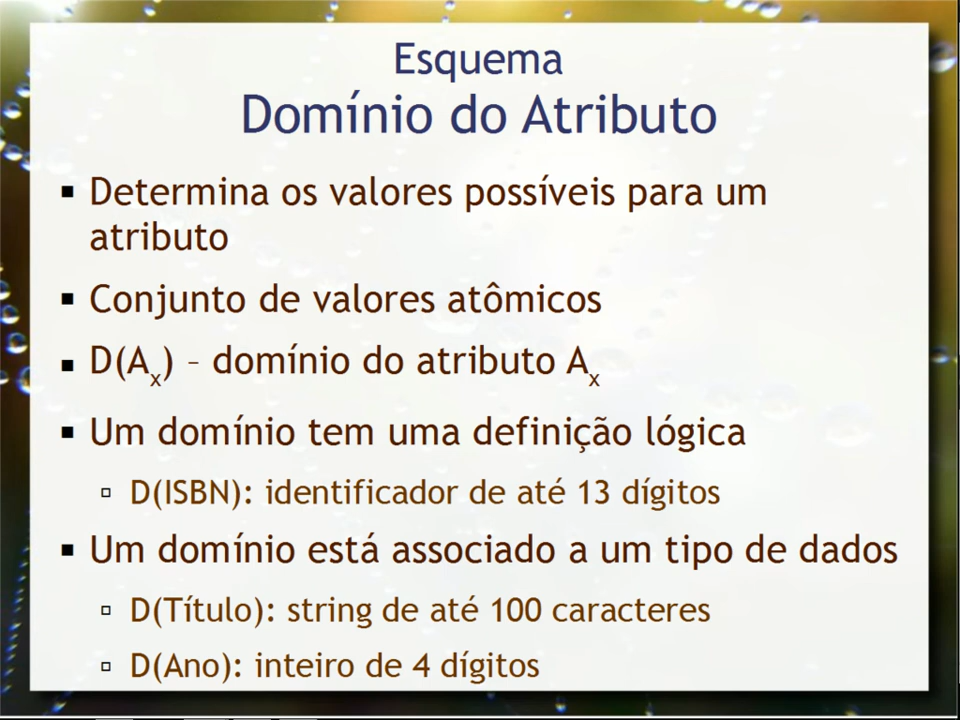 Esquema
Domínio do Atributo
▪ Determina os valores possíveis para um
atributo
▪ Conjunto de valores atômicos
▪ D(Aₓ) – domínio do atributo Aₓ
▪ Um domínio tem uma definição lógica
▫ D(ISBN): identificador de até 13 dígitos
▪ Um domínio está associado a um tipo de dados
▫ D(Título): string de até 100 caracteres
▫ D(Ano): inteiro de 4 dígitos